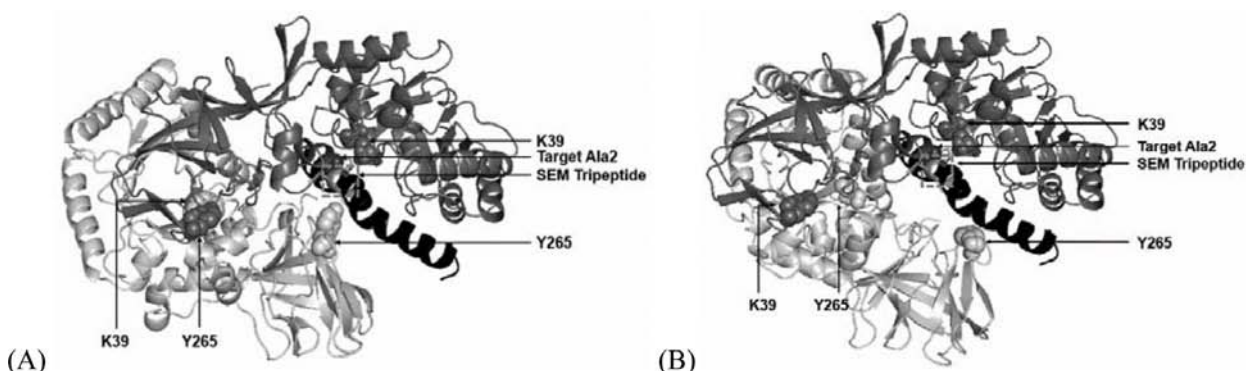 K39
Target Ala2
SEM Tripeptide
Y265
K39
Y265
(A)
K39
Target Ala2
SEM Tripeptide
Y265
K39
Y265
(B)